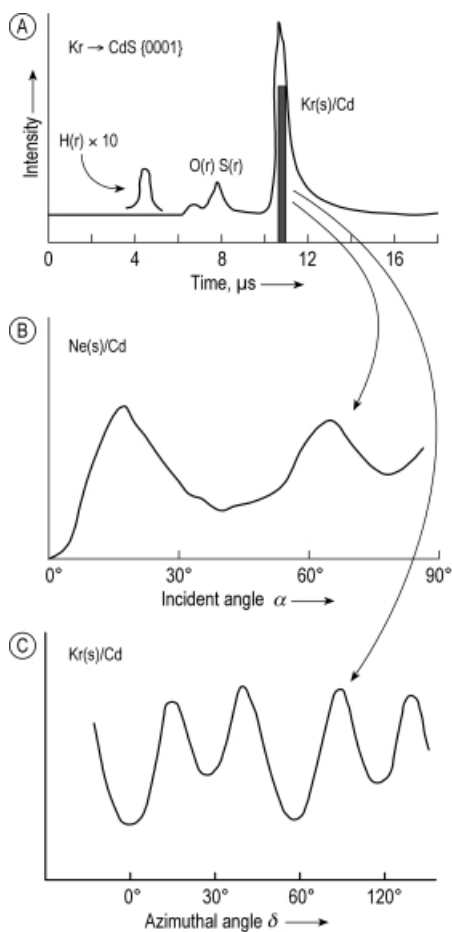 A
Kr → CdS {0001}
Intensity →
H(r) × 10
O(r) S(r)
Kr(s)/Cd
0 4 8 12 16
Time, µs →
B
Ne(s)/Cd
0° 30° 60° 90°
Incident angle α →
C
Kr(s)/Cd
0° 30° 60° 120°
Azimuthal angle δ →